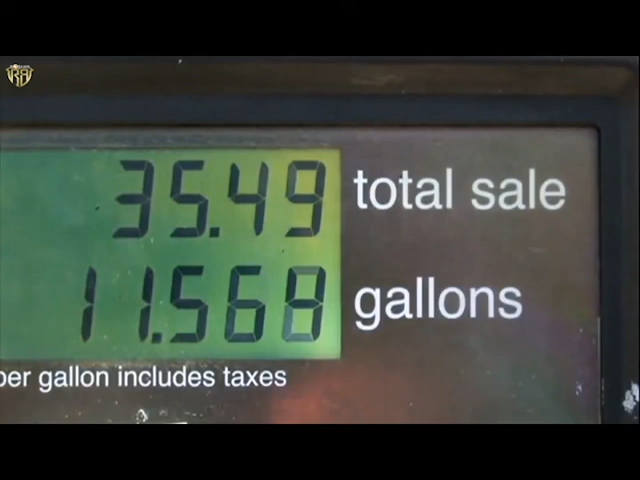 35.49 total sale
11.568 gallons
per gallon includes taxes